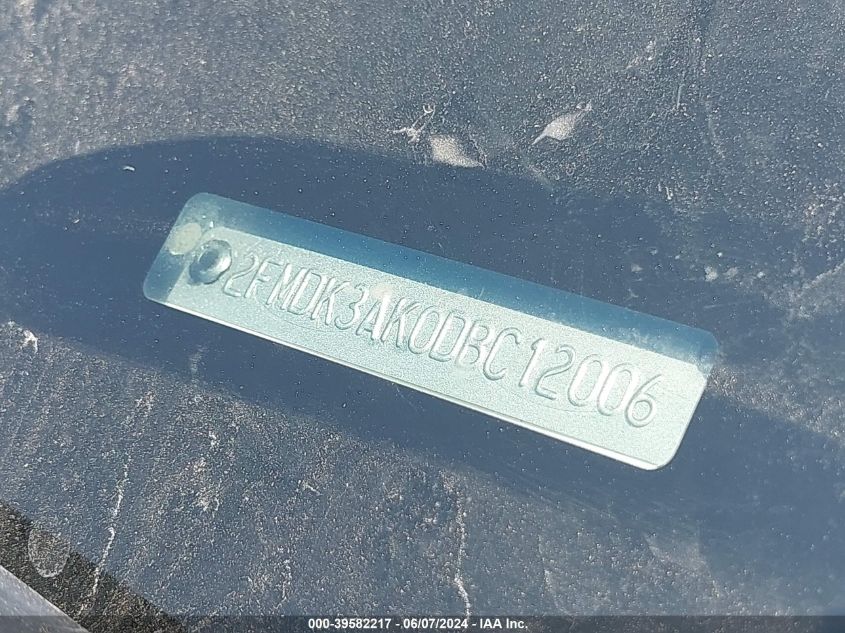 2FMDK3AK0DBC12006
000-39582217 - 06/07/2024 - IAA Inc.